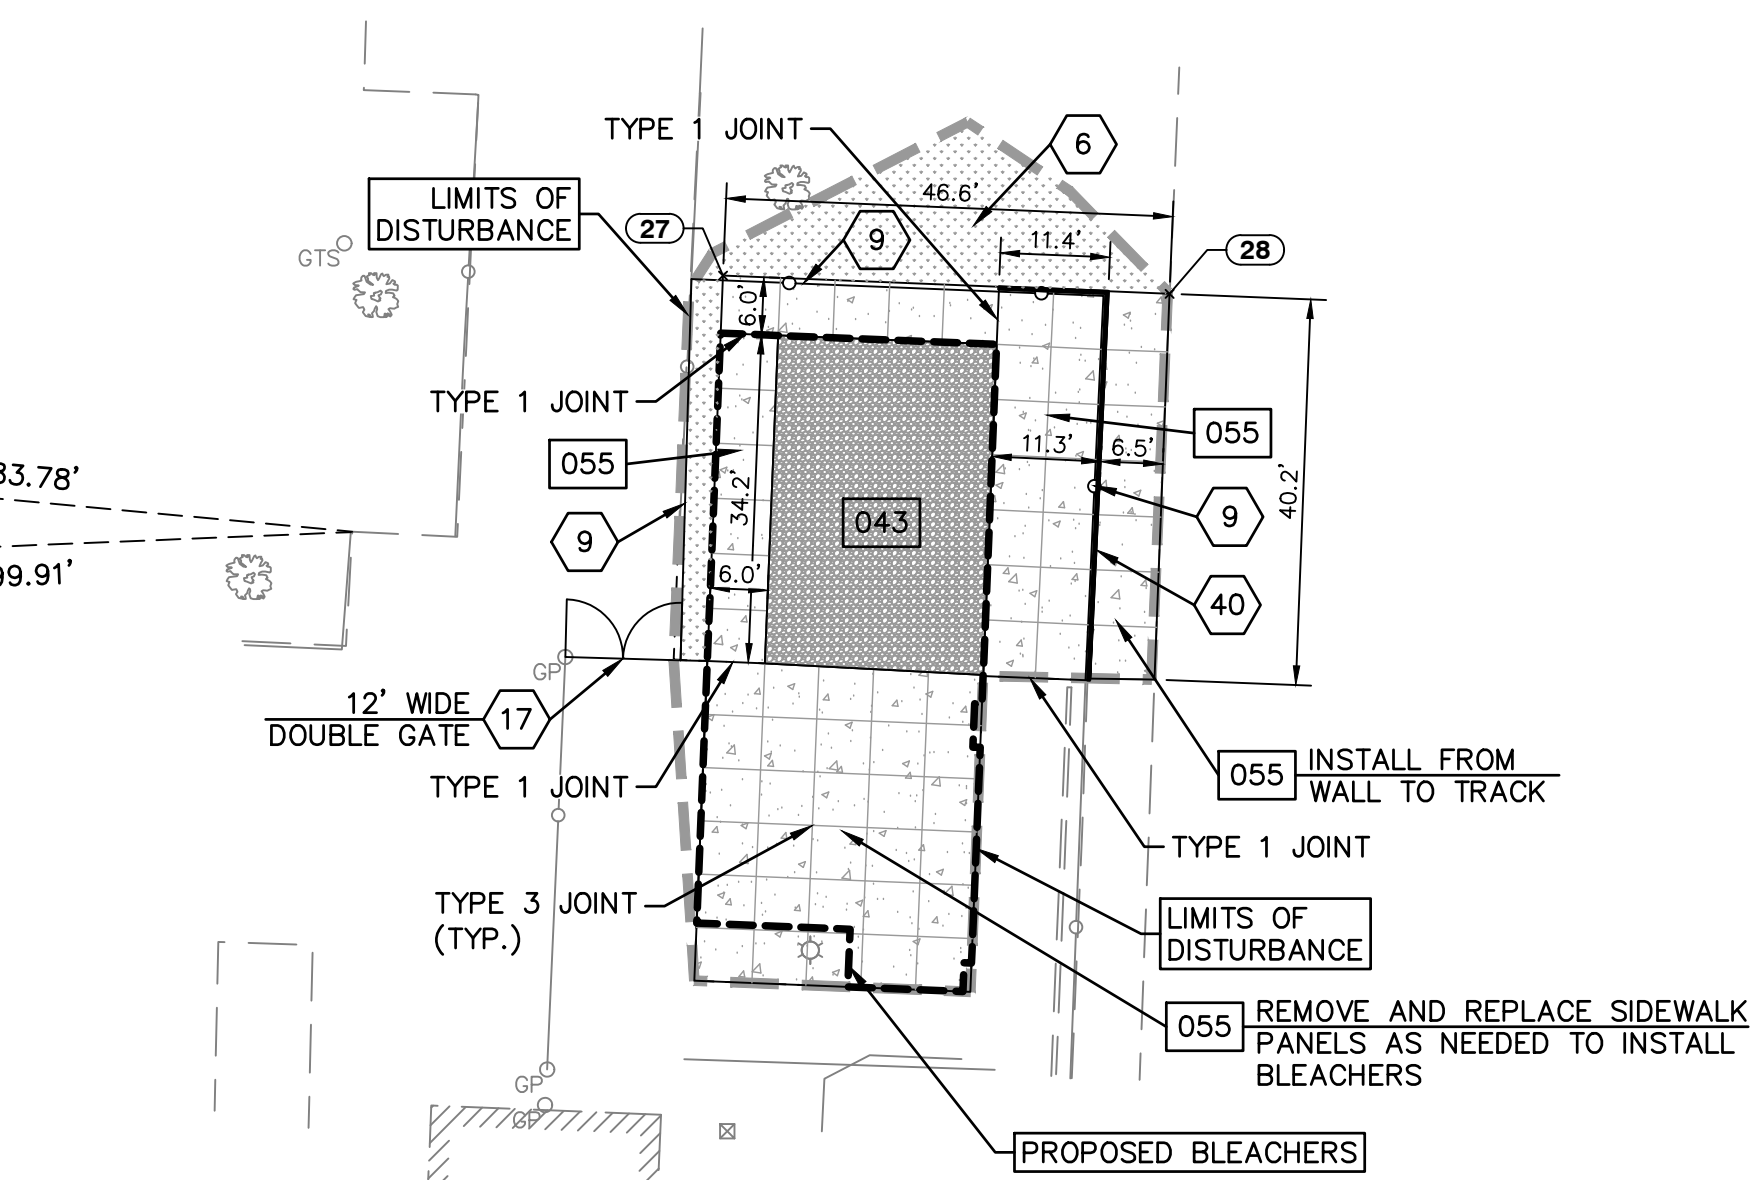 TYPE 1 JOINT
6
LIMITS OF
DISTURBANCE
46.6'
27
9
11.4'
28
GTS
6.0'
TYPE 1 JOINT
055
055
11.3'
6.5'
83.78'
34.2'
40.2'
9
043
9
99.91'
6.0'
40
GP
12' WIDE
DOUBLE GATE
17
TYPE 1 JOINT
055
INSTALL FROM
WALL TO TRACK
TYPE 1 JOINT
TYPE 3 JOINT
(TYP.)
LIMITS OF
DISTURBANCE
055
REMOVE AND REPLACE SIDEWALK
PANELS AS NEEDED TO INSTALL
BLEACHERS
GP
GP
PROPOSED BLEACHERS